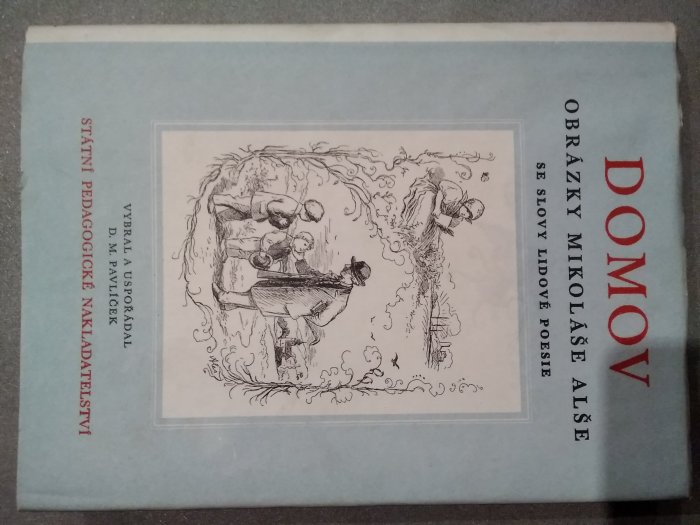 DOMOV
OBRÁZKY MIKOLÁŠE ALŠE
SE SLOVY LIDOVÉ POESIE
VYBRAL A USPOŘÁDAL
D. M. PAVLÍČEK
STÁTNÍ PEDAGOGICKÉ NAKLADATELSTVÍ